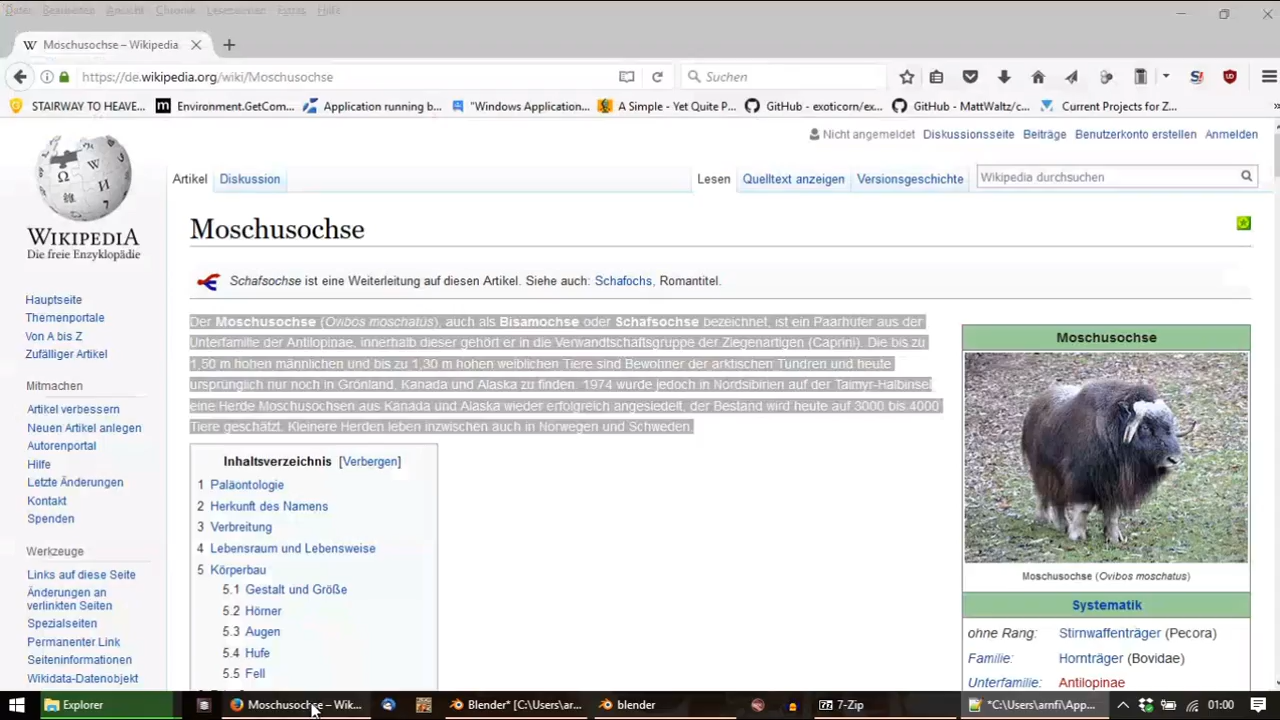 Datei Bearbeiten Ansicht Chronik Lesezeichen Extras Hilfe
Moschusochse – Wikipedia
https://de.wikipedia.org/wiki/Moschusochse
Suchen
STAIRWAY TO HEAVE...
Environment.GetCom...
Application running b...
"Windows Application...
A Simple - Yet Quite P...
GitHub - exoticorn/ex...
GitHub - MattWaltz/c...
Current Projects for Z...
Nicht angemeldet Diskussionsseite Beiträge Benutzerkonto erstellen Anmelden
Artikel Diskussion Lesen Quelltext anzeigen Versionsgeschichte Wikipedia durchsuchen
WIKIPEDIA
Die freie Enzyklopädie
Hauptseite
Themenportale
Von A bis Z
Zufälliger Artikel
Mitmachen
Artikel verbessern
Neuen Artikel anlegen
Autorenportal
Hilfe
Letzte Änderungen
Kontakt
Spenden
Werkzeuge
Links auf diese Seite
Änderungen an
verlinkten Seiten
Spezialseiten
Permanenter Link
Seiteninformationen
Wikidata-Datenobjekt
Moschusochse
Schafsochse ist eine Weiterleitung auf diesen Artikel. Siehe auch: Schafochs, Romantitel.
Der Moschusochse (Ovibos moschatus), auch als Bisamochse oder Schafsochse bezeichnet, ist ein Paarhufer aus der
Unterfamilie der Antilopinae, innerhalb dieser gehört er in die Verwandtschaftsgruppe der Ziegenartigen (Caprini). Die bis zu
1,50 m hohen männlichen und bis zu 1,30 m hohen weiblichen Tiere sind Bewohner der arktischen Tundren und heute
ursprünglich nur noch in Grönland, Kanada und Alaska zu finden. 1974 wurde jedoch in Nordsibirien auf der Taimyr-Halbinsel
eine Herde Moschusochsen aus Kanada und Alaska wieder erfolgreich angesiedelt, der Bestand wird heute auf 3000 bis 4000
Tiere geschätzt. Kleinere Herden leben inzwischen auch in Norwegen und Schweden.
Inhaltsverzeichnis [Verbergen]
1 Paläontologie
2 Herkunft des Namens
3 Verbreitung
4 Lebensraum und Lebensweise
5 Körperbau
5.1 Gestalt und Größe
5.2 Hörner
5.3 Augen
5.4 Hufe
5.5 Fell
Moschusochse
Moschusochse (Ovibos moschatus)
Systematik
ohne Rang: Stirnwaffenträger (Pecora)
Familie: Hornträger (Bovidae)
Unterfamilie: Antilopinae
Explorer
Moschusochse – Wik...
Blender* [C:\Users\ar...
blender
7-Zip
*C:\Users\arnfi\App...
01:00